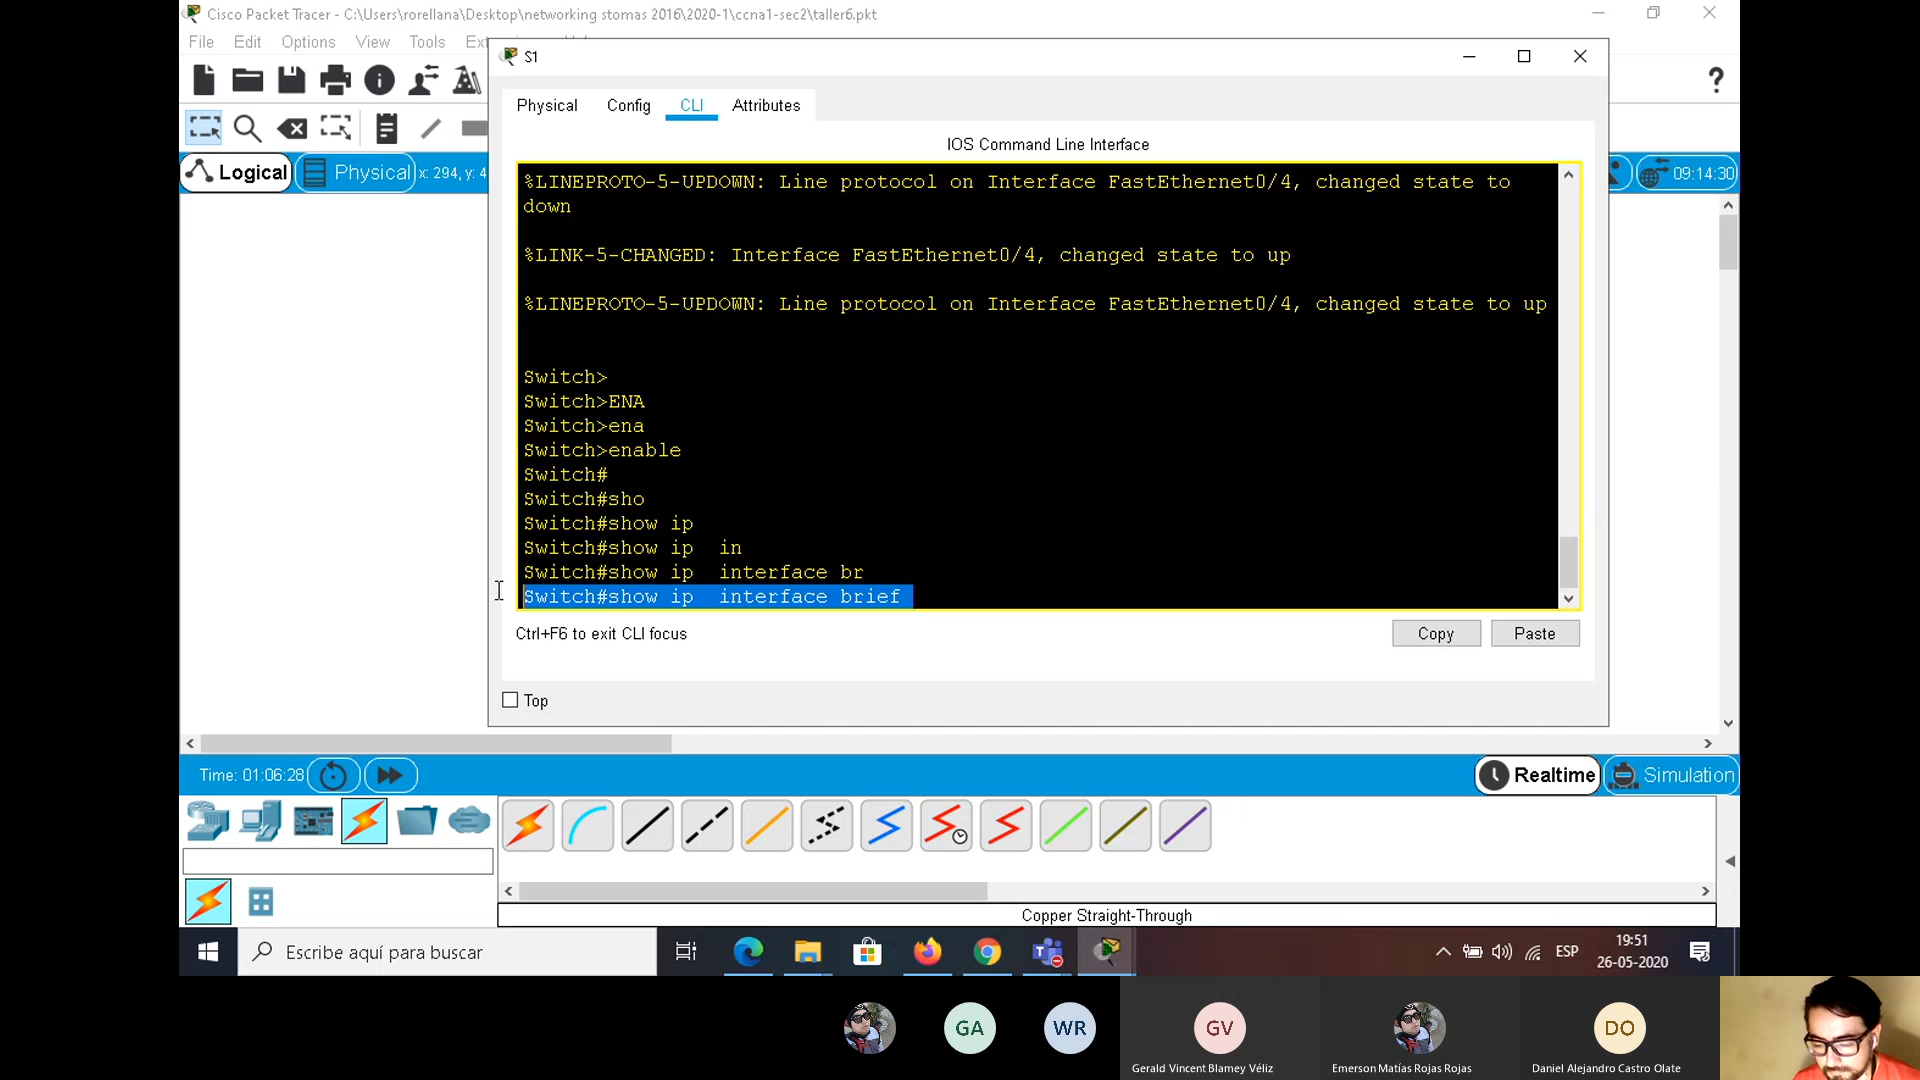 Cisco Packet Tracer - C:\Users\rorellana\Desktop\networking stomas 2016\2020-1\ccna1-sec2\taller6.pkt
File Edit Options View Tools
S1
Physical Config CLI Attributes
IOS Command Line Interface
Logical Physical x: 294, y: 4 09:14:30
%LINEPROTO-5-UPDOWN: Line protocol on Interface FastEthernet0/4, changed state to
down
%LINK-5-CHANGED: Interface FastEthernet0/4, changed state to up
%LINEPROTO-5-UPDOWN: Line protocol on Interface FastEthernet0/4, changed state to up
Switch>
Switch>ENA
Switch>ena
Switch>enable
Switch#
Switch#sho
Switch#show ip
Switch#show ip in
Switch#show ip interface br
Switch#show ip interface brief
Ctrl+F6 to exit CLI focus
Copy Paste
Top
Time: 01:06:28
Realtime Simulation
Copper Straight-Through
Escribe aquí para buscar
ESP
19:51
26-05-2020
GA
WR
GV
DO
Gerald Vincent Blamey Véliz
Emerson Matías Rojas Rojas
Daniel Alejandro Castro Olate